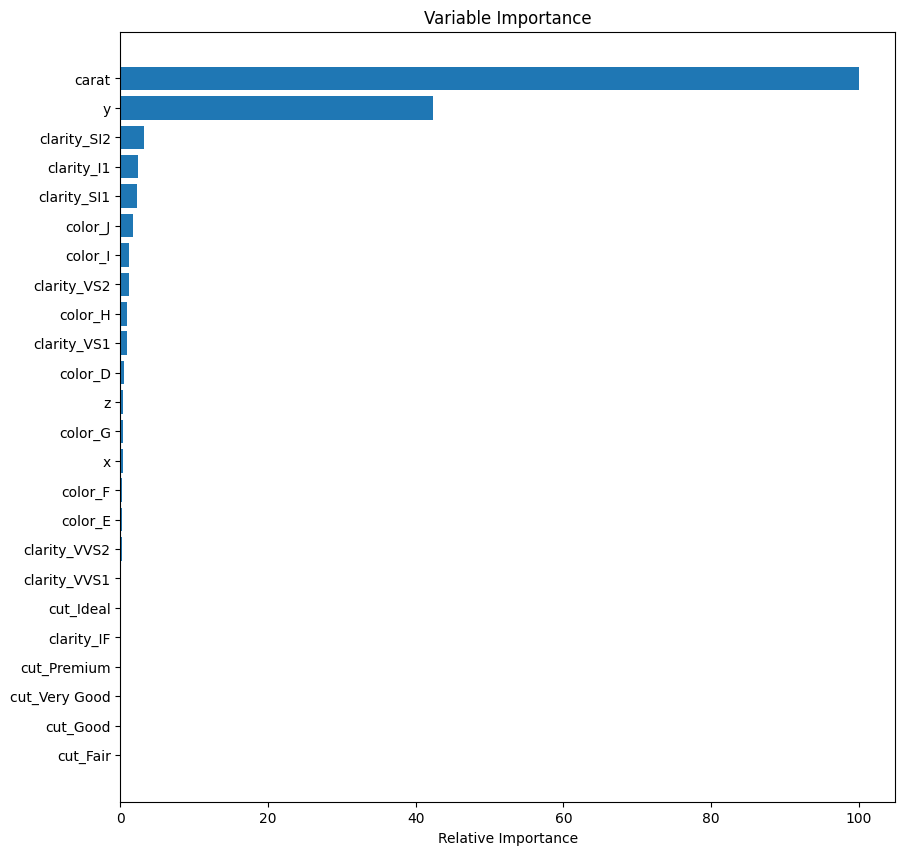 Variable Importance
carat
y
clarity_SI2
clarity_I1
clarity_SI1
color_J
color_I
clarity_VS2
color_H
clarity_VS1
color_D
z
color_G
x
color_F
color_E
clarity_VVS2
clarity_VVS1
cut_Ideal
clarity_IF
cut_Premium
cut_Very Good
cut_Good
cut_Fair
0 20 40 60 80 100
Relative Importance